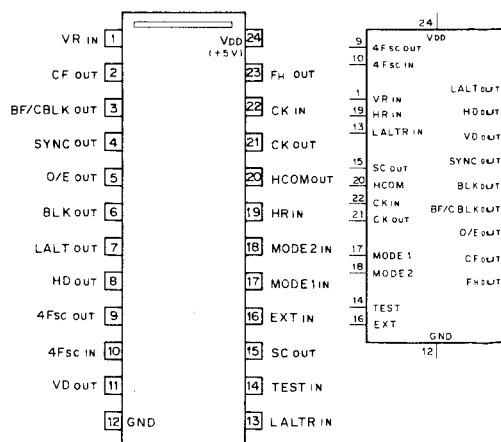 VR IN 1
CF OUT 2
BF/CBLK OUT 3
SYNC OUT 4
O/E OUT 5
BLK OUT 6
LALT OUT 7
HD OUT 8
4FSC OUT 9
4FSC IN 10
VD OUT 11
12 GND
VDD 24
(+5V)
23 FH OUT
22 CK IN
21 CK OUT
20 HCOM OUT
19 HR IN
18 MODE2 IN
17 MODE1 IN
16 EXT IN
15 SC OUT
14 TEST IN
13 LALTR IN
24
VDD
9 4FSC OUT
10 4FSC IN
1 VR IN
19 HR IN
13 LALTR IN
15 SC OUT
20 HCOM
22 CK IN
21 CK OUT
17 MODE 1
18 MODE 2
14 TEST
16 EXT
LALT OUT
HD OUT
VD OUT
SYNC OUT
BLK OUT
BF/CBLK OUT
O/E OUT
CF OUT
FH OUT
GND
12